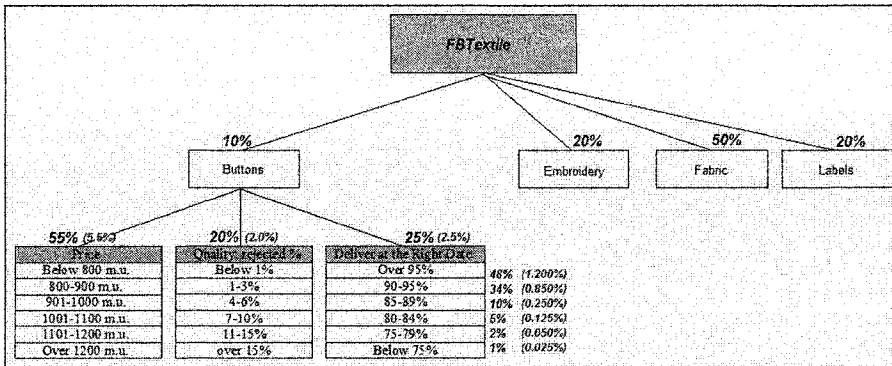 FBTextile
10% 20% 50% 20%
Buttons Embroidery Fabric Labels
55% (5.5%) 20% (2.0%) 25% (2.5%)
Price Quality: rejected % Deliver at the Right Date
Below 800 m.u. Below 1% Over 95% 48% (1.200%)
800-900 m.u. 1-3% 90-95% 34% (0.850%)
901-1000 m.u. 4-6% 85-89% 10% (0.250%)
1001-1100 m.u. 7-10% 80-84% 5% (0.125%)
1101-1200 m.u. 11-15% 75-79% 2% (0.050%)
Over 1200 m.u. over 15% Below 75% 1% (0.025%)